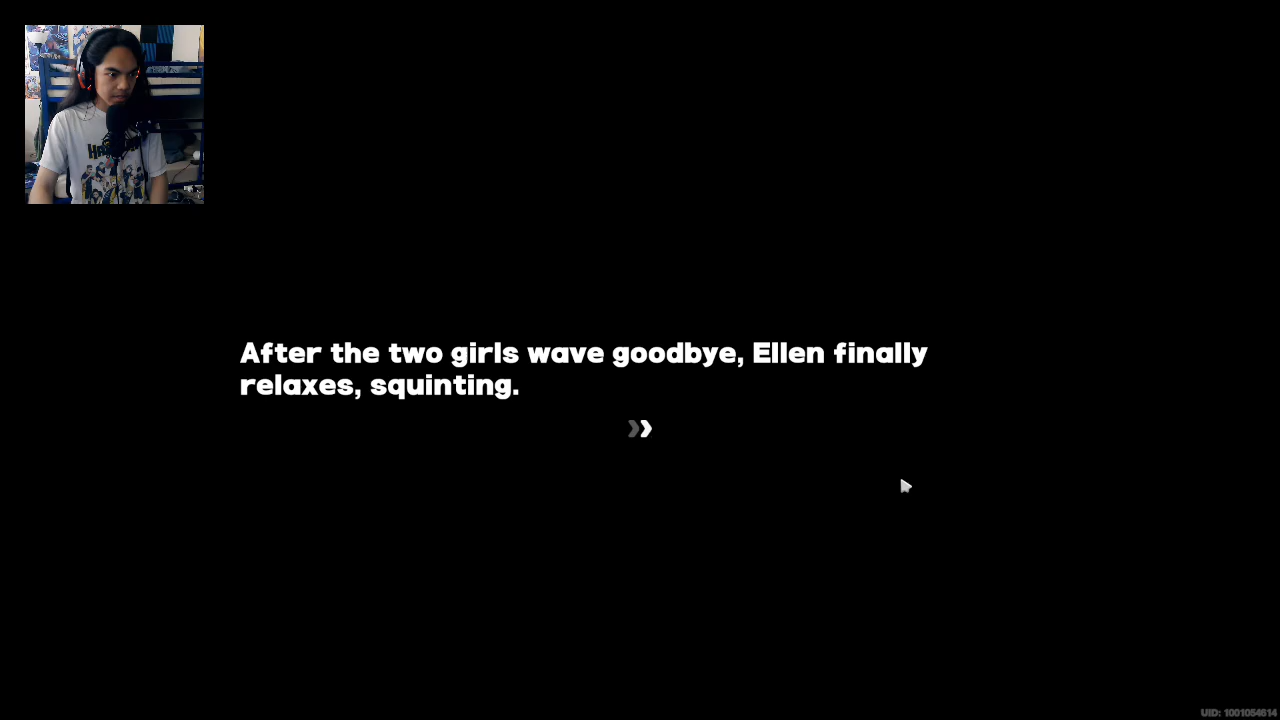 After the two girls wave goodbye, Ellen finally
relaxes, squinting.
UID: 1001054614